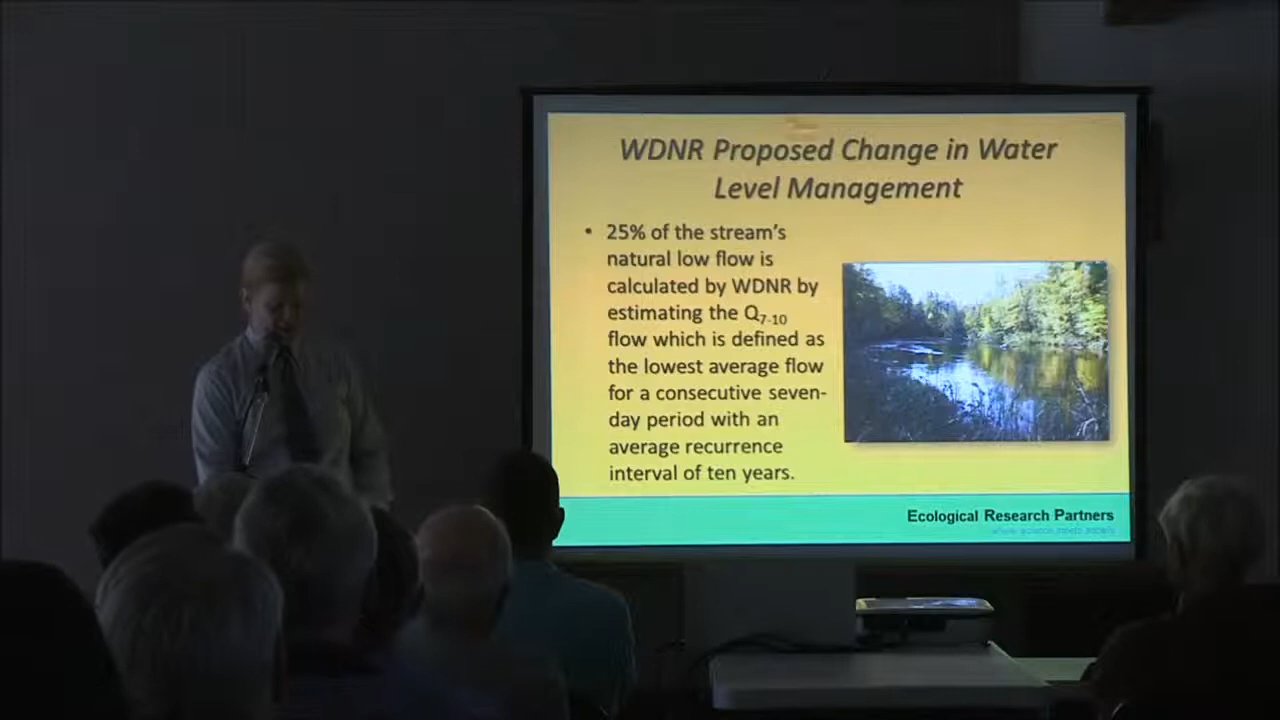 WDNR Proposed Change in Water
Level Management
• 25% of the stream's
natural low flow is
calculated by WDNR by
estimating the Q7-10
flow which is defined as
the lowest average flow
for a consecutive seven-
day period with an
average recurrence
interval of ten years.
Ecological Research Partners